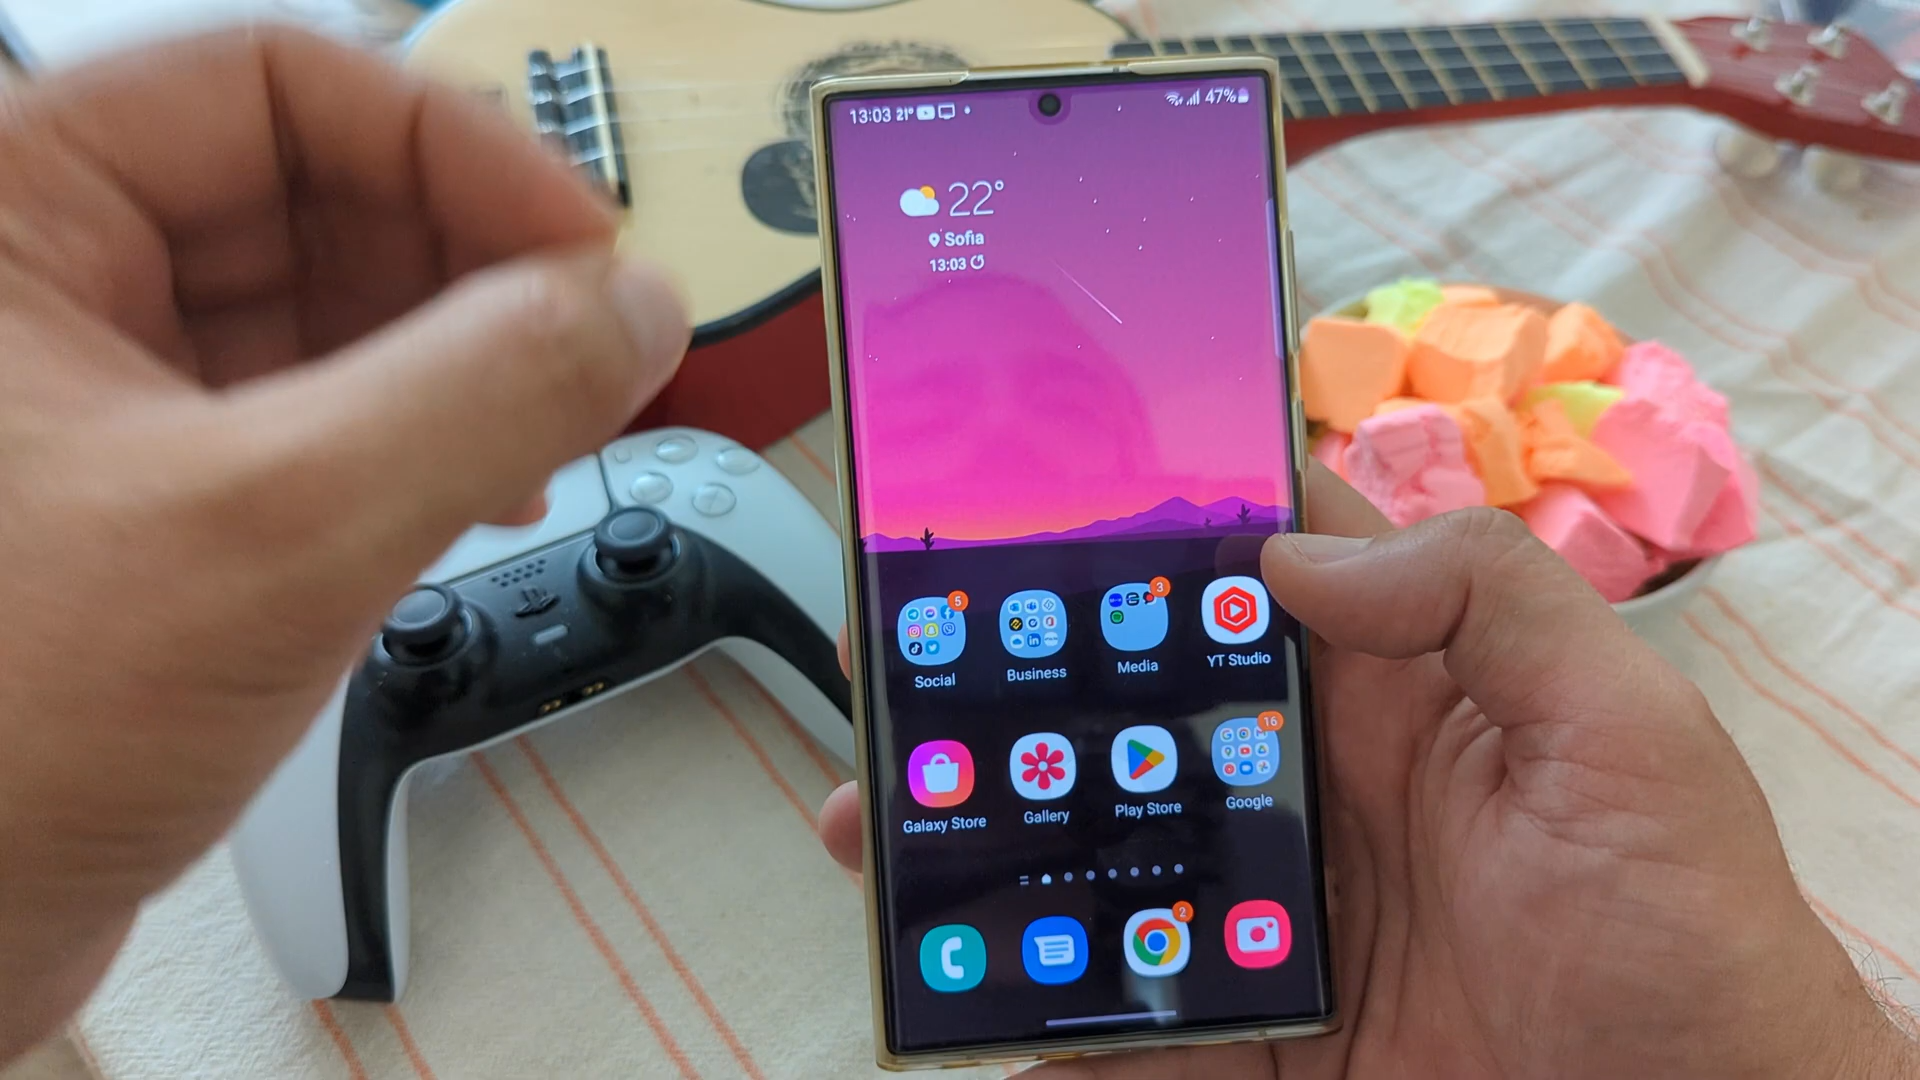 13:03 21°
47%
22°
Sofia
13:03
5
3
Social
Business
Media
YT Studio
16
Galaxy Store
Gallery
Play Store
Google
2